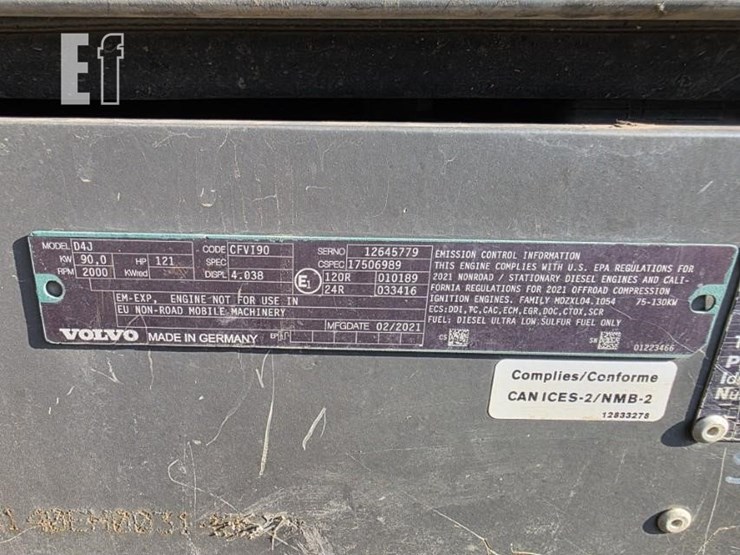 Ef
MODEL D4J CODE CFVI90 SERNO 12645779
KW 90,0 HP 121 SPEC CSPEC 17506989
RPM 2000 KWred DISPL 4.038 E1 120R 010189
24R 033416
EM-EXP, ENGINE NOT FOR USE IN
EU NON-ROAD MOBILE MACHINERY
VOLVO MADE IN GERMANY MFGDATE 02/2021
EMISSION CONTROL INFORMATION
THIS ENGINE COMPLIES WITH U.S. EPA REGULATIONS FOR
2021 NONROAD / STATIONARY DIESEL ENGINES AND CALI-
FORNIA REGULATIONS FOR 2021 OFFROAD COMPRESSION
IGNITION ENGINES. FAMILY MDZXL04.1054 75-130KW
ECS:DDI,TC,CAC,ECM,EGR,DOC,CTOX,SCR
FUEL: DIESEL ULTRA LOW SULFUR FUEL ONLY
CS SN 01223466
Complies/Conforme
CAN ICES-2/NMB-2
12833278